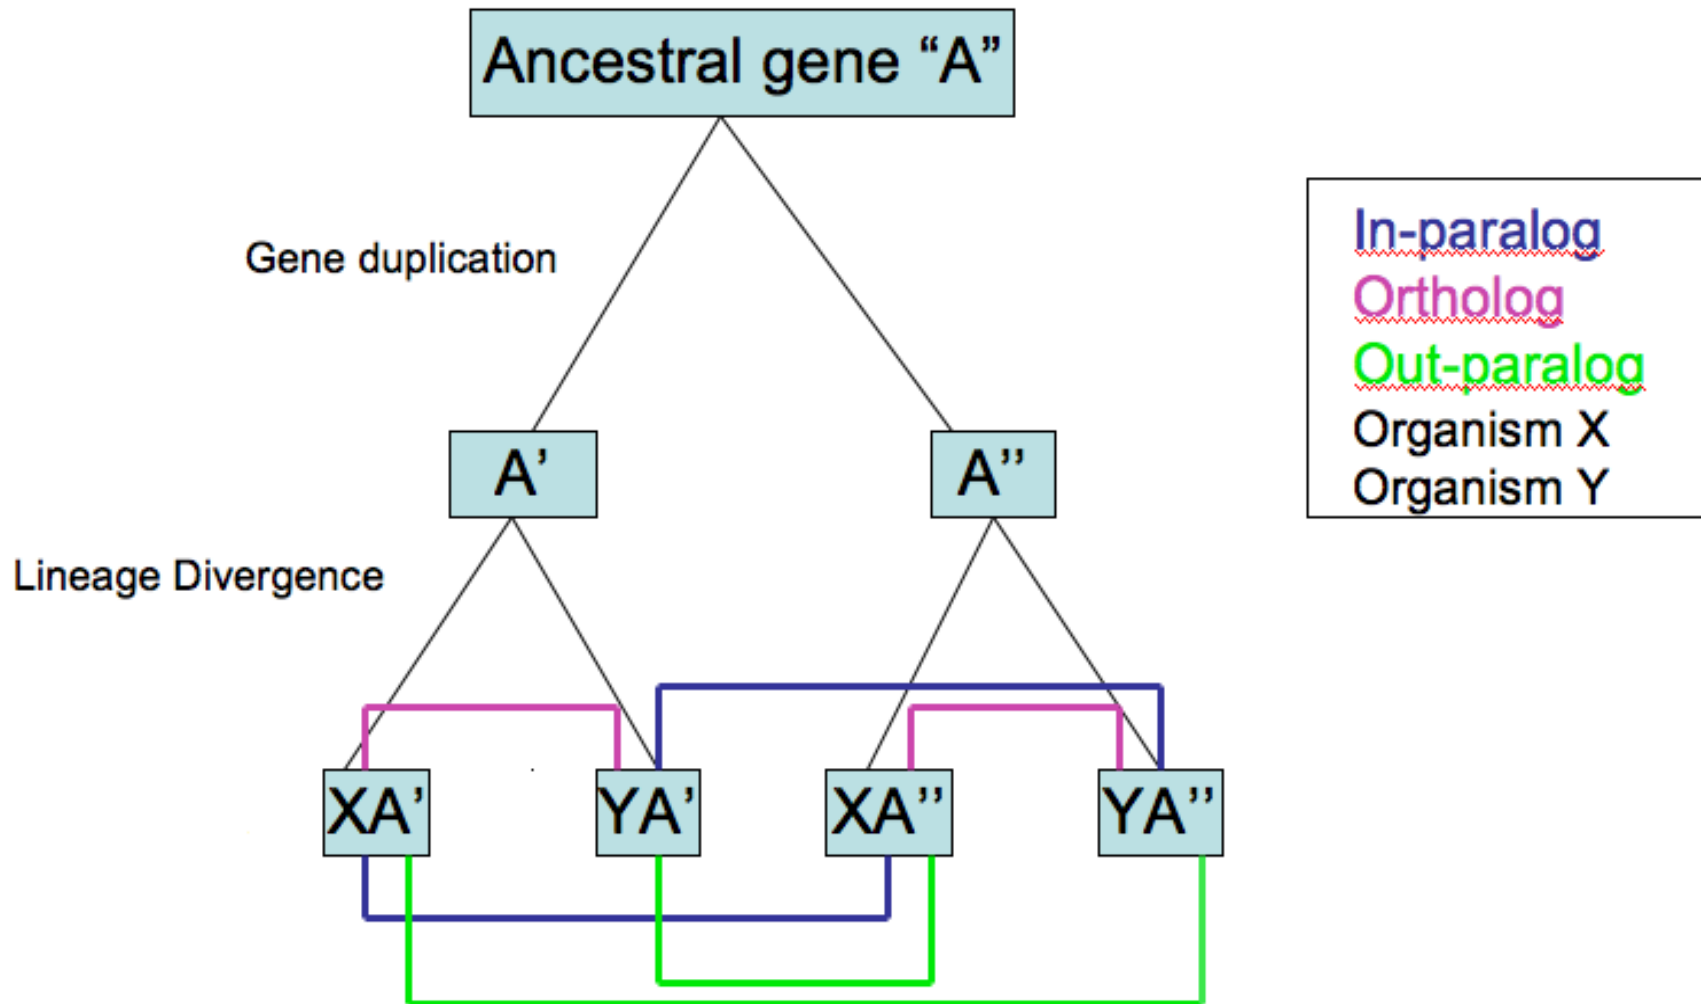 Ancestral gene “A”
Gene duplication
In-paralog
Ortholog
Out-paralog
Organism X
Organism Y
A’
A’’
Lineage Divergence
XA’
YA’
XA’’
YA’’